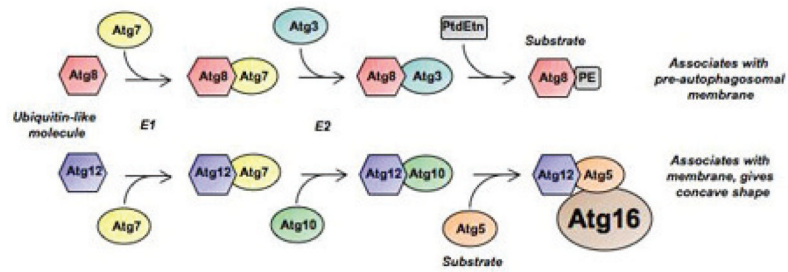 Atg7
Atg3
PtdEtn
Substrate
Atg8
Atg8 Atg7
Atg8 Atg3
Atg8 PE
Associates with
pre-autophagosomal
membrane
Ubiquitin-like
molecule
E1
E2
Atg12
Atg12 Atg7
Atg12 Atg10
Atg12 Atg5
Atg16
Associates with
membrane, gives
concave shape
Atg7
Atg10
Atg5
Substrate